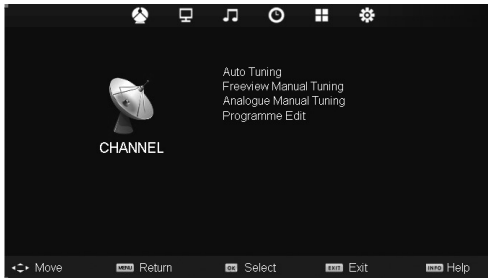 Auto Tuning
Freeview Manual Tuning
Analogue Manual Tuning
Programme Edit
CHANNEL
Move MENU Return OK Select EXIT Exit INFO Help